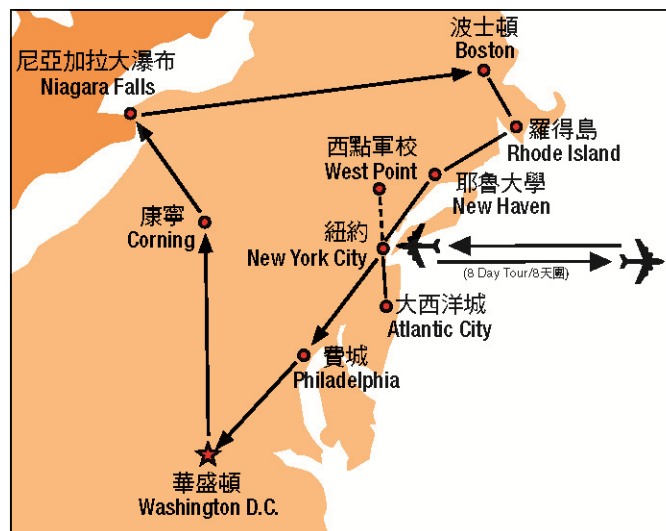 波士頓
Boston
尼亞加拉大瀑布
Niagara Falls
羅得島
Rhode Island
西點軍校
West Point
耶魯大學
New Haven
康寧
Corning
紐約
New York City
(8 Day Tour/8天團)
大西洋城
Atlantic City
費城
Philadelphia
華盛頓
Washington D.C.